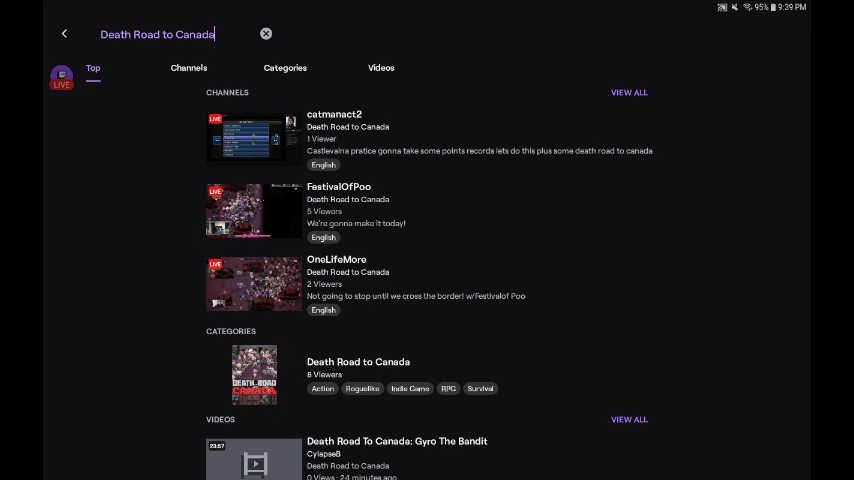 95% 9:39 PM
Death Road to Canada
LIVE
Top Channels Categories Videos
CHANNELS VIEW ALL
LIVE
catmanact2
Death Road to Canada
1 Viewer
Castlevaina pratice gonna take some points records lets do this plus some death road to canada
English
LIVE
FestivalOfPoo
Death Road to Canada
5 Viewers
We're gonna make it today!
English
LIVE
OneLifeMore
Death Road to Canada
2 Viewers
Not going to stop until we cross the border! w/Festivalof Poo
English
CATEGORIES
DEATH ROAD
CANADA
Death Road to Canada
8 Viewers
Action Roguelike Indie Game RPG Survival
VIDEOS VIEW ALL
23:57
Death Road To Canada: Gyro The Bandit
CylapseB
Death Road to Canada
0 Views · 24 minutes ago